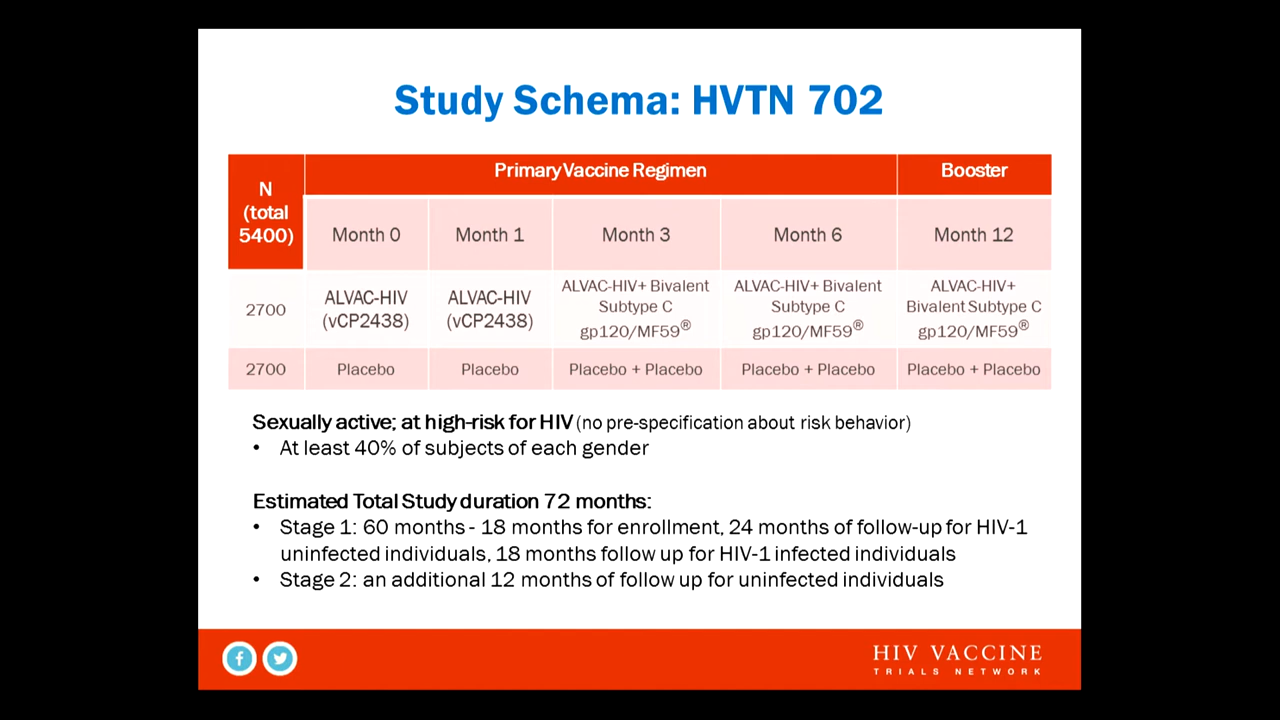 Study Schema: HVTN 702
N
(total
5400)
Primary Vaccine Regimen
Booster
Month 0
Month 1
Month 3
Month 6
Month 12
2700
ALVAC-HIV
(vCP2438)
ALVAC-HIV
(vCP2438)
ALVAC-HIV+ Bivalent
Subtype C
gp120/MF59®
ALVAC-HIV+ Bivalent
Subtype C
gp120/MF59®
ALVAC-HIV+
Bivalent Subtype C
gp120/MF59®
2700
Placebo
Placebo
Placebo + Placebo
Placebo + Placebo
Placebo + Placebo
Sexually active; at high-risk for HIV (no pre-specification about risk behavior)
• At least 40% of subjects of each gender
Estimated Total Study duration 72 months:
• Stage 1: 60 months - 18 months for enrollment, 24 months of follow-up for HIV-1
uninfected individuals, 18 months follow up for HIV-1 infected individuals
• Stage 2: an additional 12 months of follow up for uninfected individuals
HIV VACCINE
TRIALS NETWORK